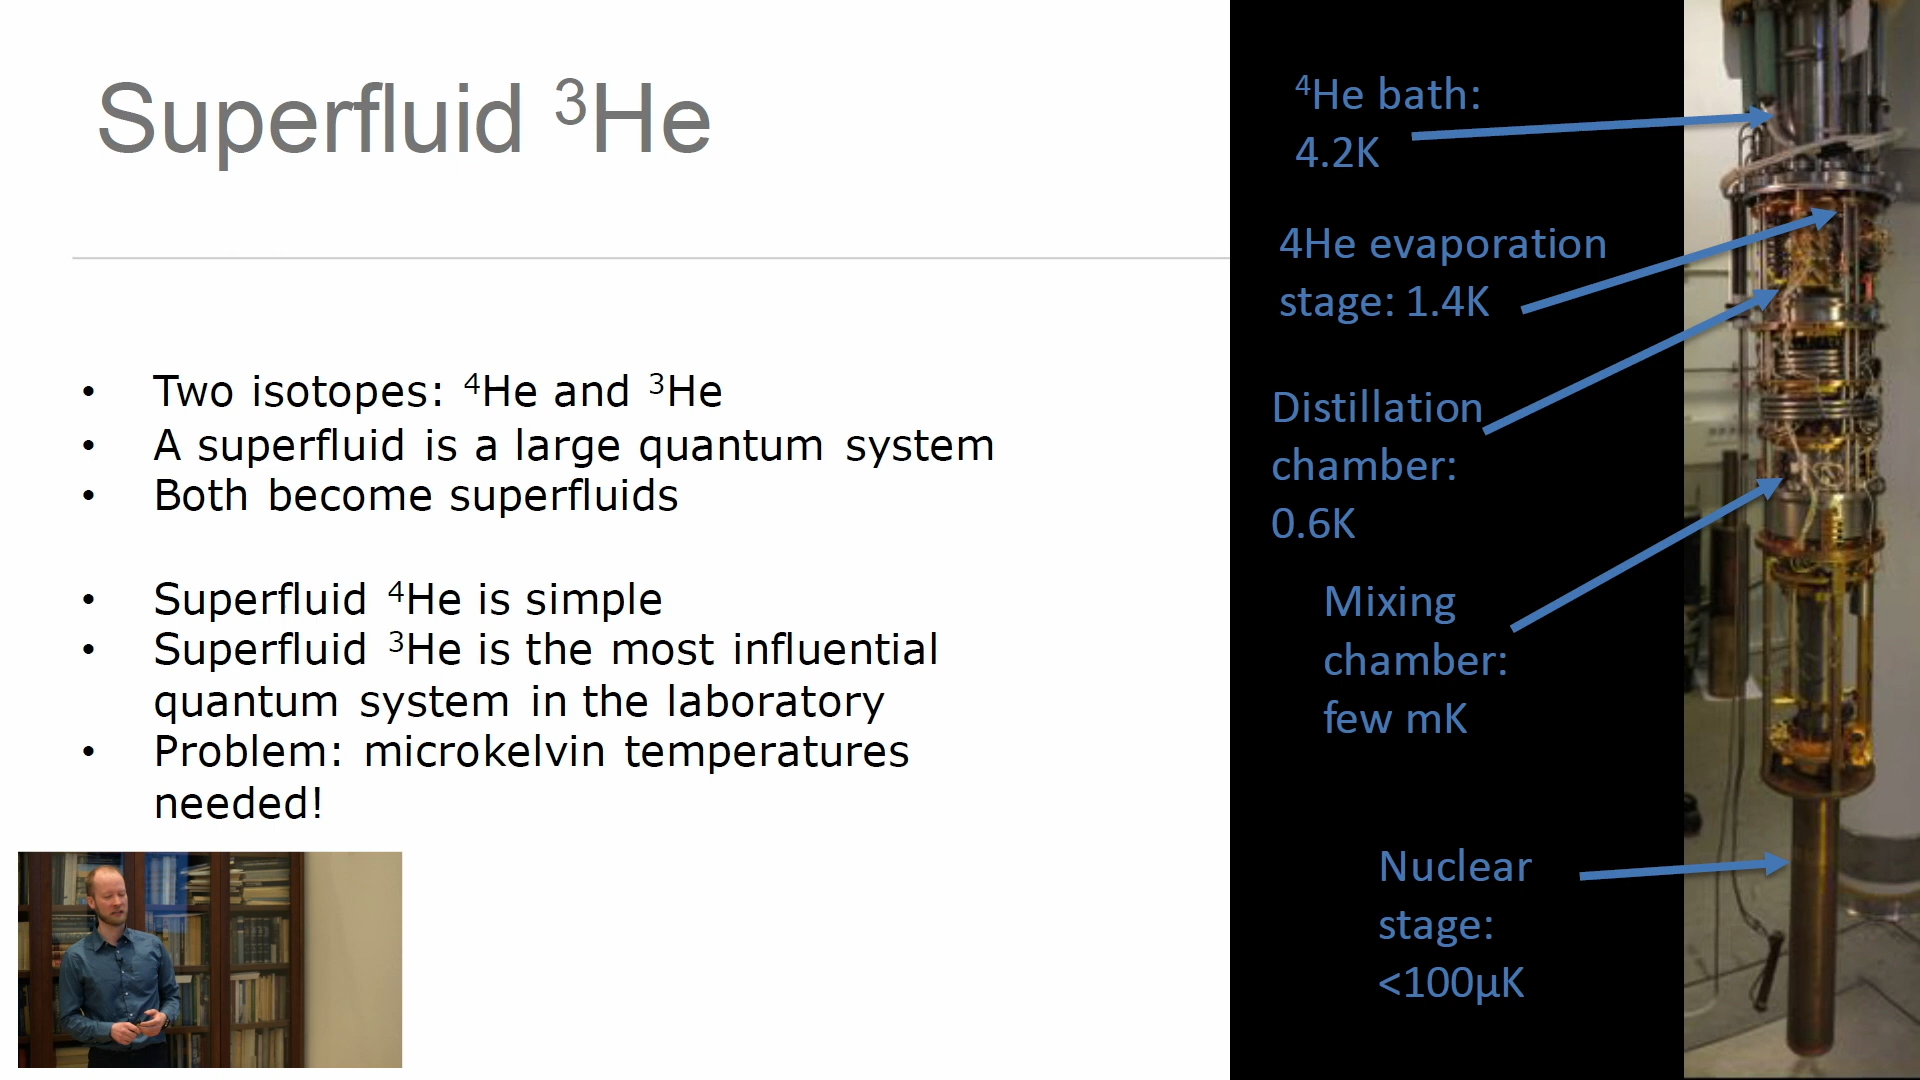 Superfluid ³He
• Two isotopes: ⁴He and ³He
• A superfluid is a large quantum system
• Both become superfluids
• Superfluid ⁴He is simple
• Superfluid ³He is the most influential
quantum system in the laboratory
• Problem: microkelvin temperatures
needed!
⁴He bath:
4.2K
4He evaporation
stage: 1.4K
Distillation
chamber:
0.6K
Mixing
chamber:
few mK
Nuclear
stage:
<100µK